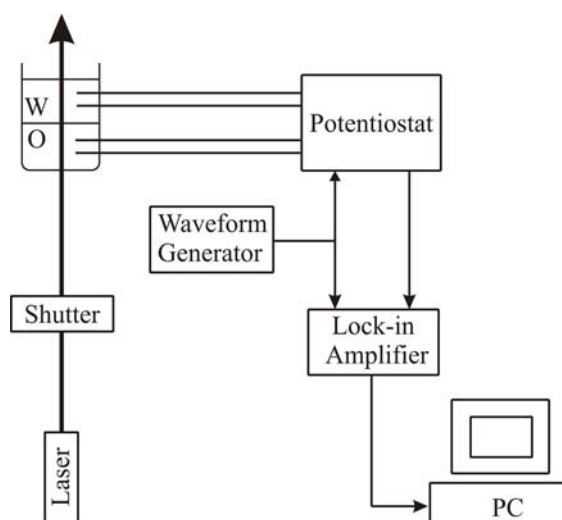 W
O
Potentiostat
Waveform
Generator
Shutter
Lock-in
Amplifier
Laser
PC